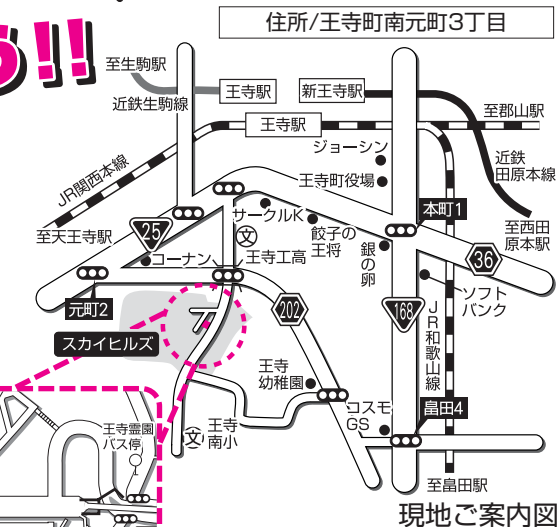 住所/王寺町南元町3丁目
う!!
至生駒駅
近鉄生駒線
王寺駅
新王寺駅
王寺駅
至郡山駅
ジョーシン
近鉄
田原本線
JR関西本線
王寺町役場
本町1
サークルK
餃子の
王将
至西田
原本駅
至天王寺駅
25
文
銀の卵
36
コーナン
王寺工高
ソフト
バンク
元町2
202
168
JR和歌山線
スカイヒルズ
王寺
幼稚園
畠田4
コスモ
GS
王寺霊園
バス停
文
王寺
南小
至畠田駅
現地ご案内図